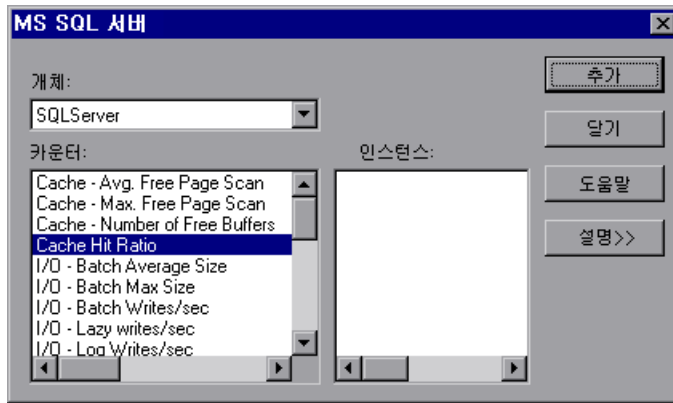 MS SQL 서버
개체:
SQLServer
카운터:
Cache - Avg. Free Page Scan
Cache - Max. Free Page Scan
Cache - Number of Free Buffers
Cache Hit Ratio
I/O - Batch Average Size
I/O - Batch Max Size
I/O - Batch Writes/sec
I/O - Lazy writes/sec
I/O - Log Writes/sec
인스턴스:
추가
닫기
도움말
설명>>